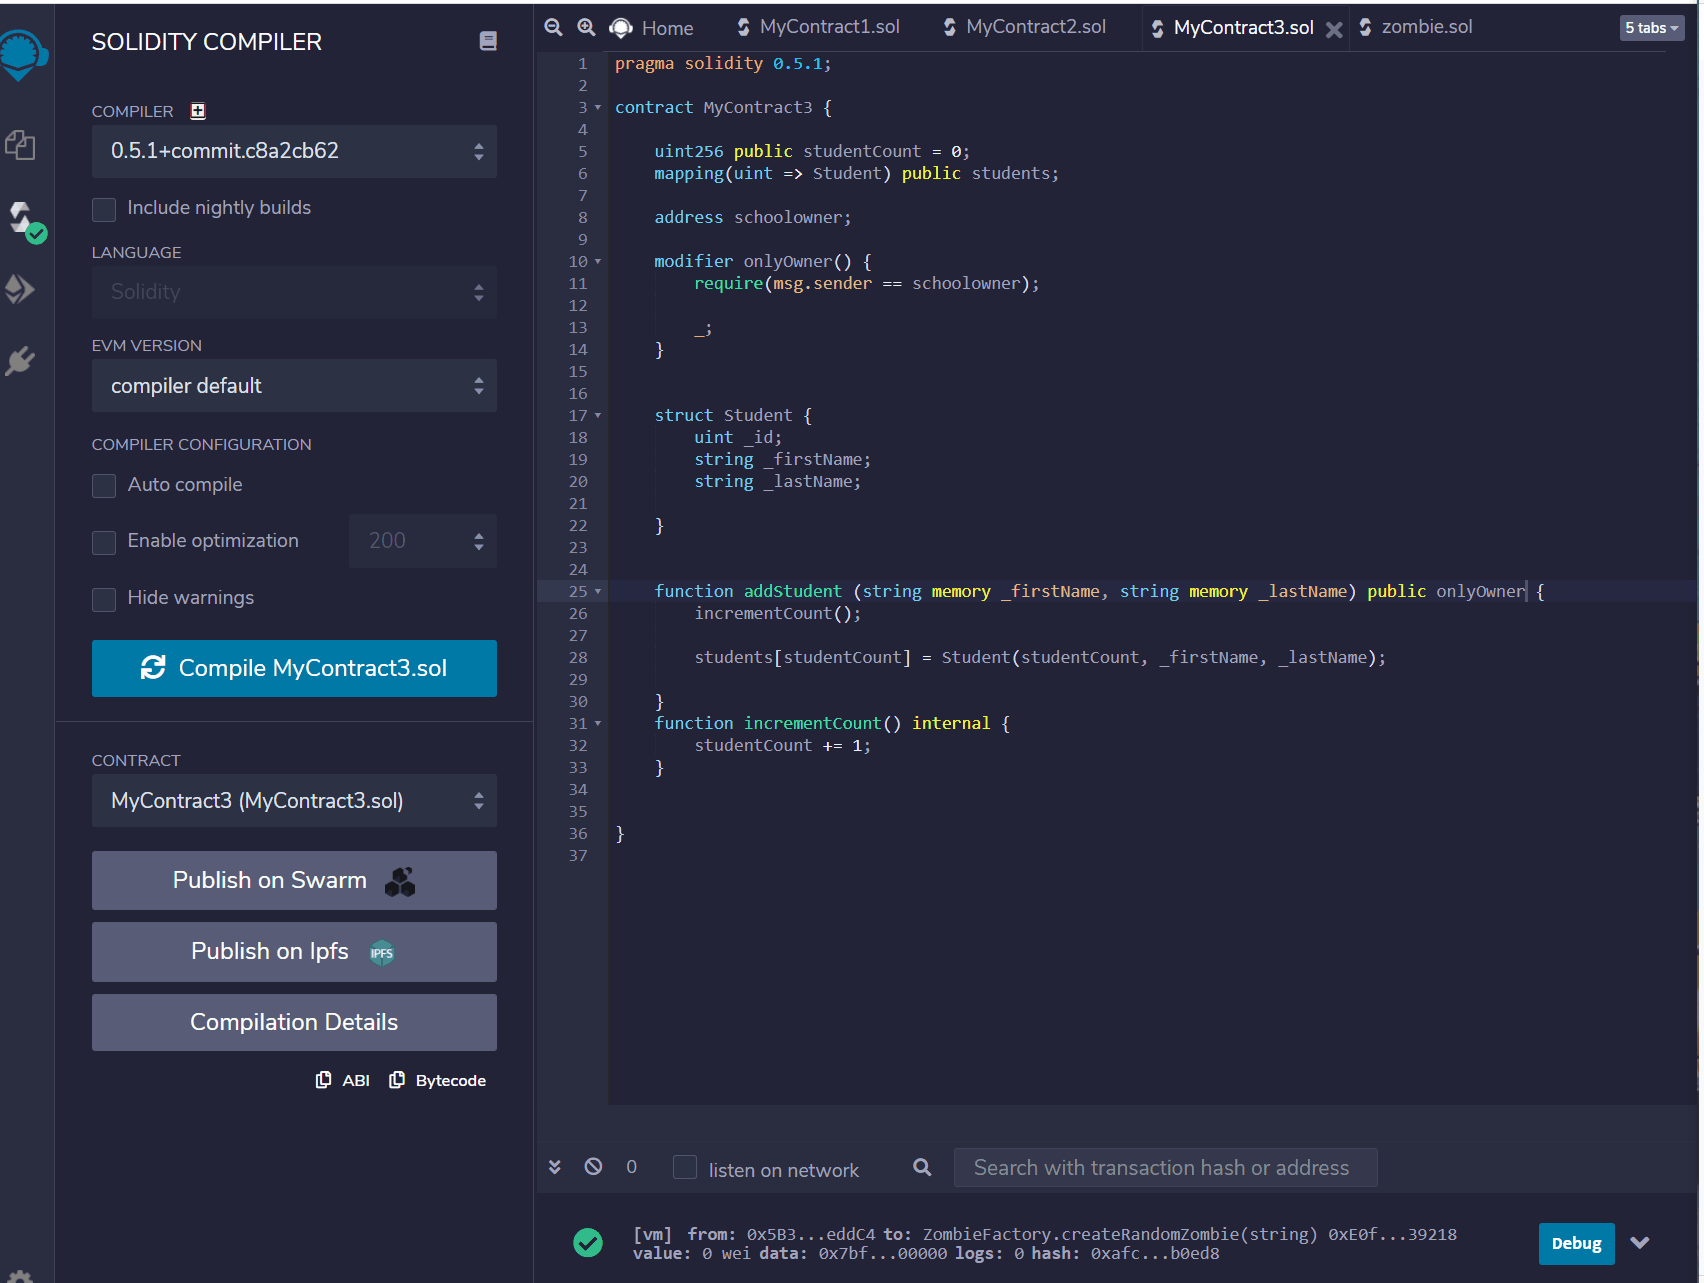 SOLIDITY COMPILER
COMPILER
0.5.1+commit.c8a2cb62
Include nightly builds
LANGUAGE
Solidity
EVM VERSION
compiler default
COMPILER CONFIGURATION
Auto compile
Enable optimization 200
Hide warnings
Compile MyContract3.sol
CONTRACT
MyContract3 (MyContract3.sol)
Publish on Swarm
Publish on Ipfs IPFS
Compilation Details
ABI Bytecode
Home MyContract1.sol MyContract2.sol MyContract3.sol zombie.sol 5 tabs
1 pragma solidity 0.5.1;
2
3 contract MyContract3 {
4
5 uint256 public studentCount = 0;
6 mapping(uint => Student) public students;
7
8 address schoolowner;
9
10 modifier onlyOwner() {
11 require(msg.sender == schoolowner);
12
13 _;
14 }
15
16
17 struct Student {
18 uint _id;
19 string _firstName;
20 string _lastName;
21
22 }
23
24
25 function addStudent (string memory _firstName, string memory _lastName) public onlyOwner {
26 incrementCount();
27
28 students[studentCount] = Student(studentCount, _firstName, _lastName);
29
30 }
31 function incrementCount() internal {
32 studentCount += 1;
33 }
34
35
36 }
37
0 listen on network Search with transaction hash or address
[vm] from: 0x5B3...eddC4 to: ZombieFactory.createRandomZombie(string) 0xE0f...39218
value: 0 wei data: 0x7bf...00000 logs: 0 hash: 0xafc...b0ed8
Debug